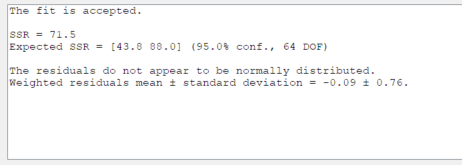 The fit is accepted.
SSR = 71.5
Expected SSR = [43.8 88.0] (95.0% conf., 64 DOF)
The residuals do not appear to be normally distributed.
Weighted residuals mean ± standard deviation = -0.09 ± 0.76.